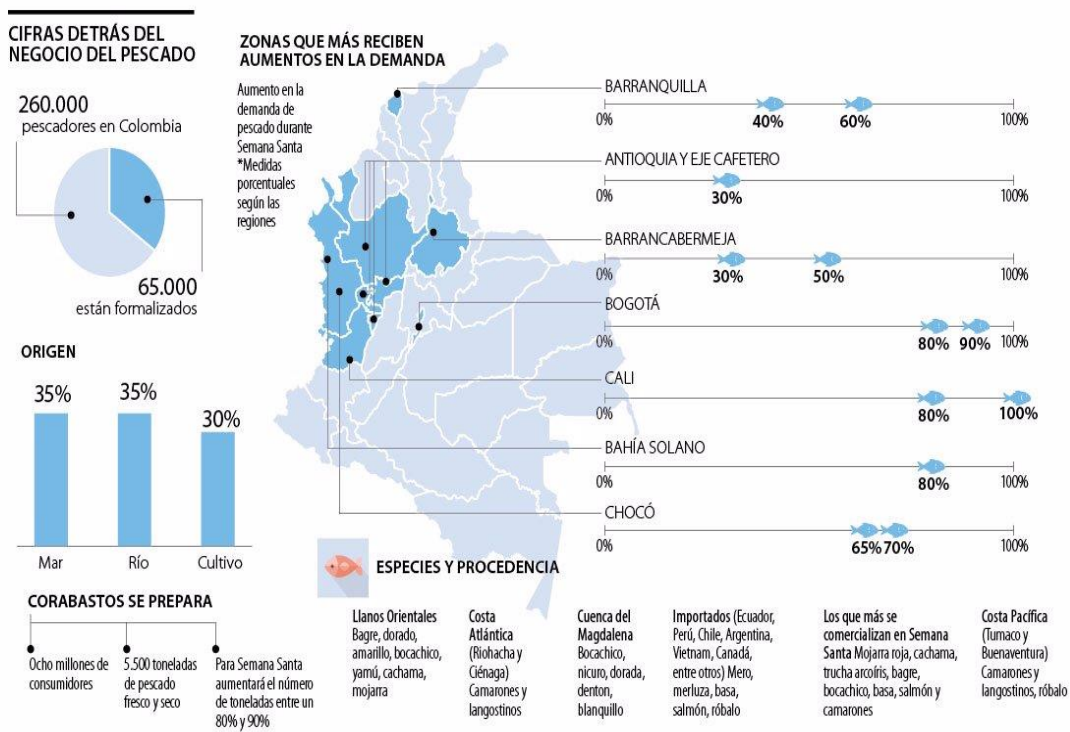 CIFRAS DETRÁS DEL
NEGOCIO DEL PESCADO
260.000
pescadores en Colombia
65.000
están formalizados
ORIGEN
35%
35%
30%
Mar
Río
Cultivo
CORABASTOS SE PREPARA
Ocho millones de
consumidores
5.500 toneladas
de pescado
fresco y seco
Para Semana Santa
aumentará el número
de toneladas entre un
80% y 90%
ZONAS QUE MÁS RECIBEN
AUMENTOS EN LA DEMANDA
Aumento en la
demanda de
pescado durante
Semana Santa
*Medidas
porcentuales
según las
regiones
BARRANQUILLA
0%
40%
60%
100%
ANTIOQUIA Y EJE CAFETERO
0%
30%
100%
BARRANCABERMEJA
0%
30%
50%
100%
BOGOTÁ
0%
80%
90%
100%
CALI
0%
80%
100%
BAHÍA SOLANO
0%
80%
100%
CHOCÓ
0%
65%
70%
100%
ESPECIES Y PROCEDENCIA
Llanos Orientales
Bagre, dorado,
amarillo, bocachico,
yamú, cachama,
mojarra
Costa
Atlántica
(Riohacha y
Ciénaga)
Camarones y
langostinos
Cuenca del
Magdalena
Bocachico,
nicuro, dorada,
denton,
blanquillo
Importados (Ecuador,
Perú, Chile, Argentina,
Vietnam, Canadá,
entre otros) Mero,
merluza, basa,
salmón, róbalo
Los que más se
comercializan en Semana
Santa Mojarra roja, cachama,
trucha arcoíris, bagre,
bocachico, basa, salmón y
camarones
Costa Pacífica
(Tumaco y
Buenaventura)
Camarones y
langostinos, róbalo